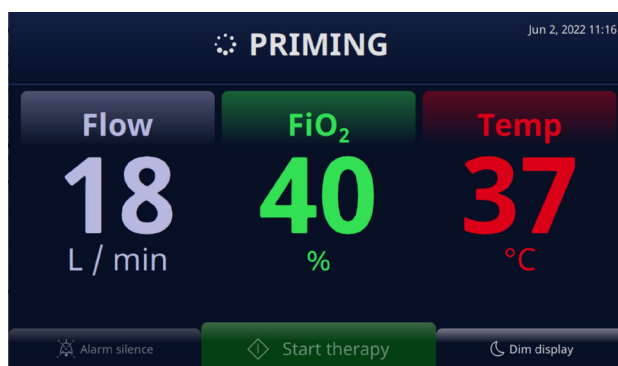 PRIMING
Jun 2, 2022 11:16
Flow
FiO₂
Temp
18
40
37
L / min
%
°C
Alarm silence
Start therapy
Dim display